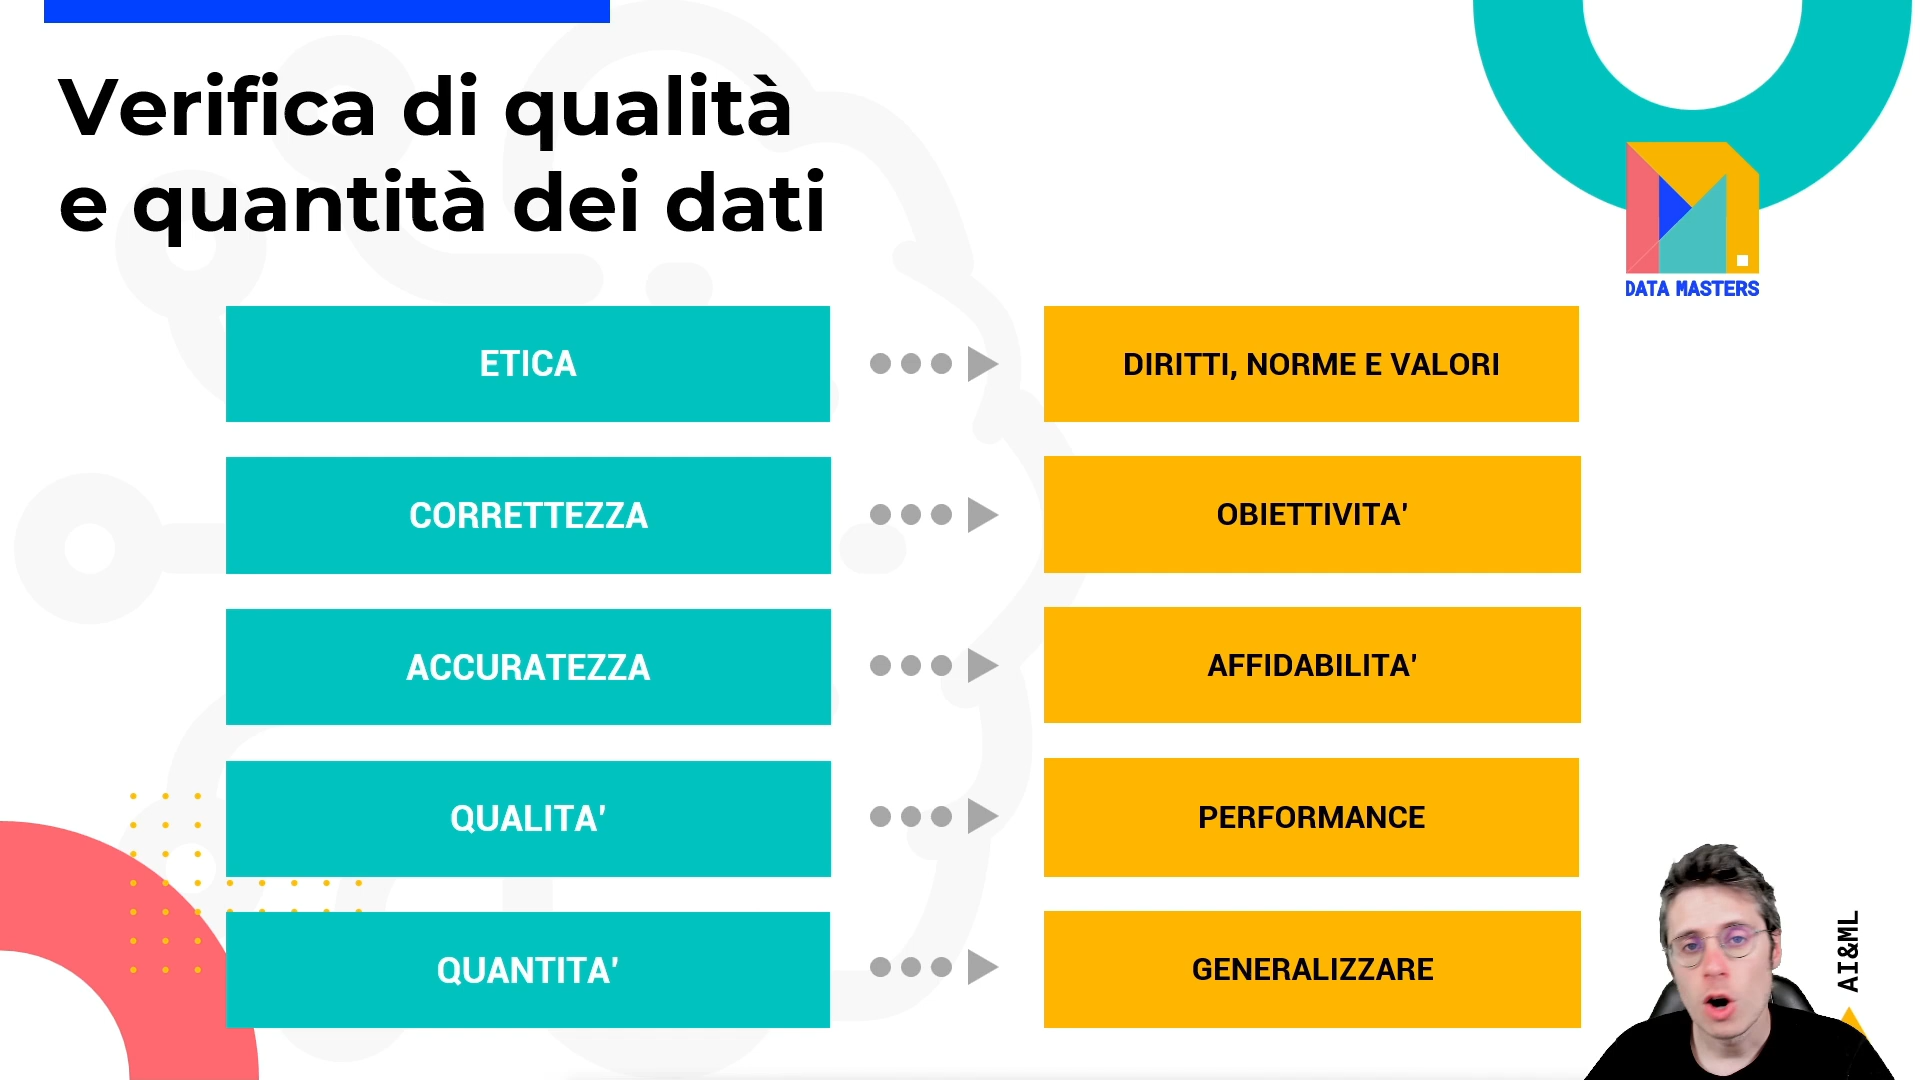 Verifica di qualità
e quantità dei dati
DATA MASTERS
ETICA
DIRITTI, NORME E VALORI
CORRETTEZZA
OBIETTIVITA'
ACCURATEZZA
AFFIDABILITA'
QUALITA'
PERFORMANCE
QUANTITA'
GENERALIZZARE
AI&ML